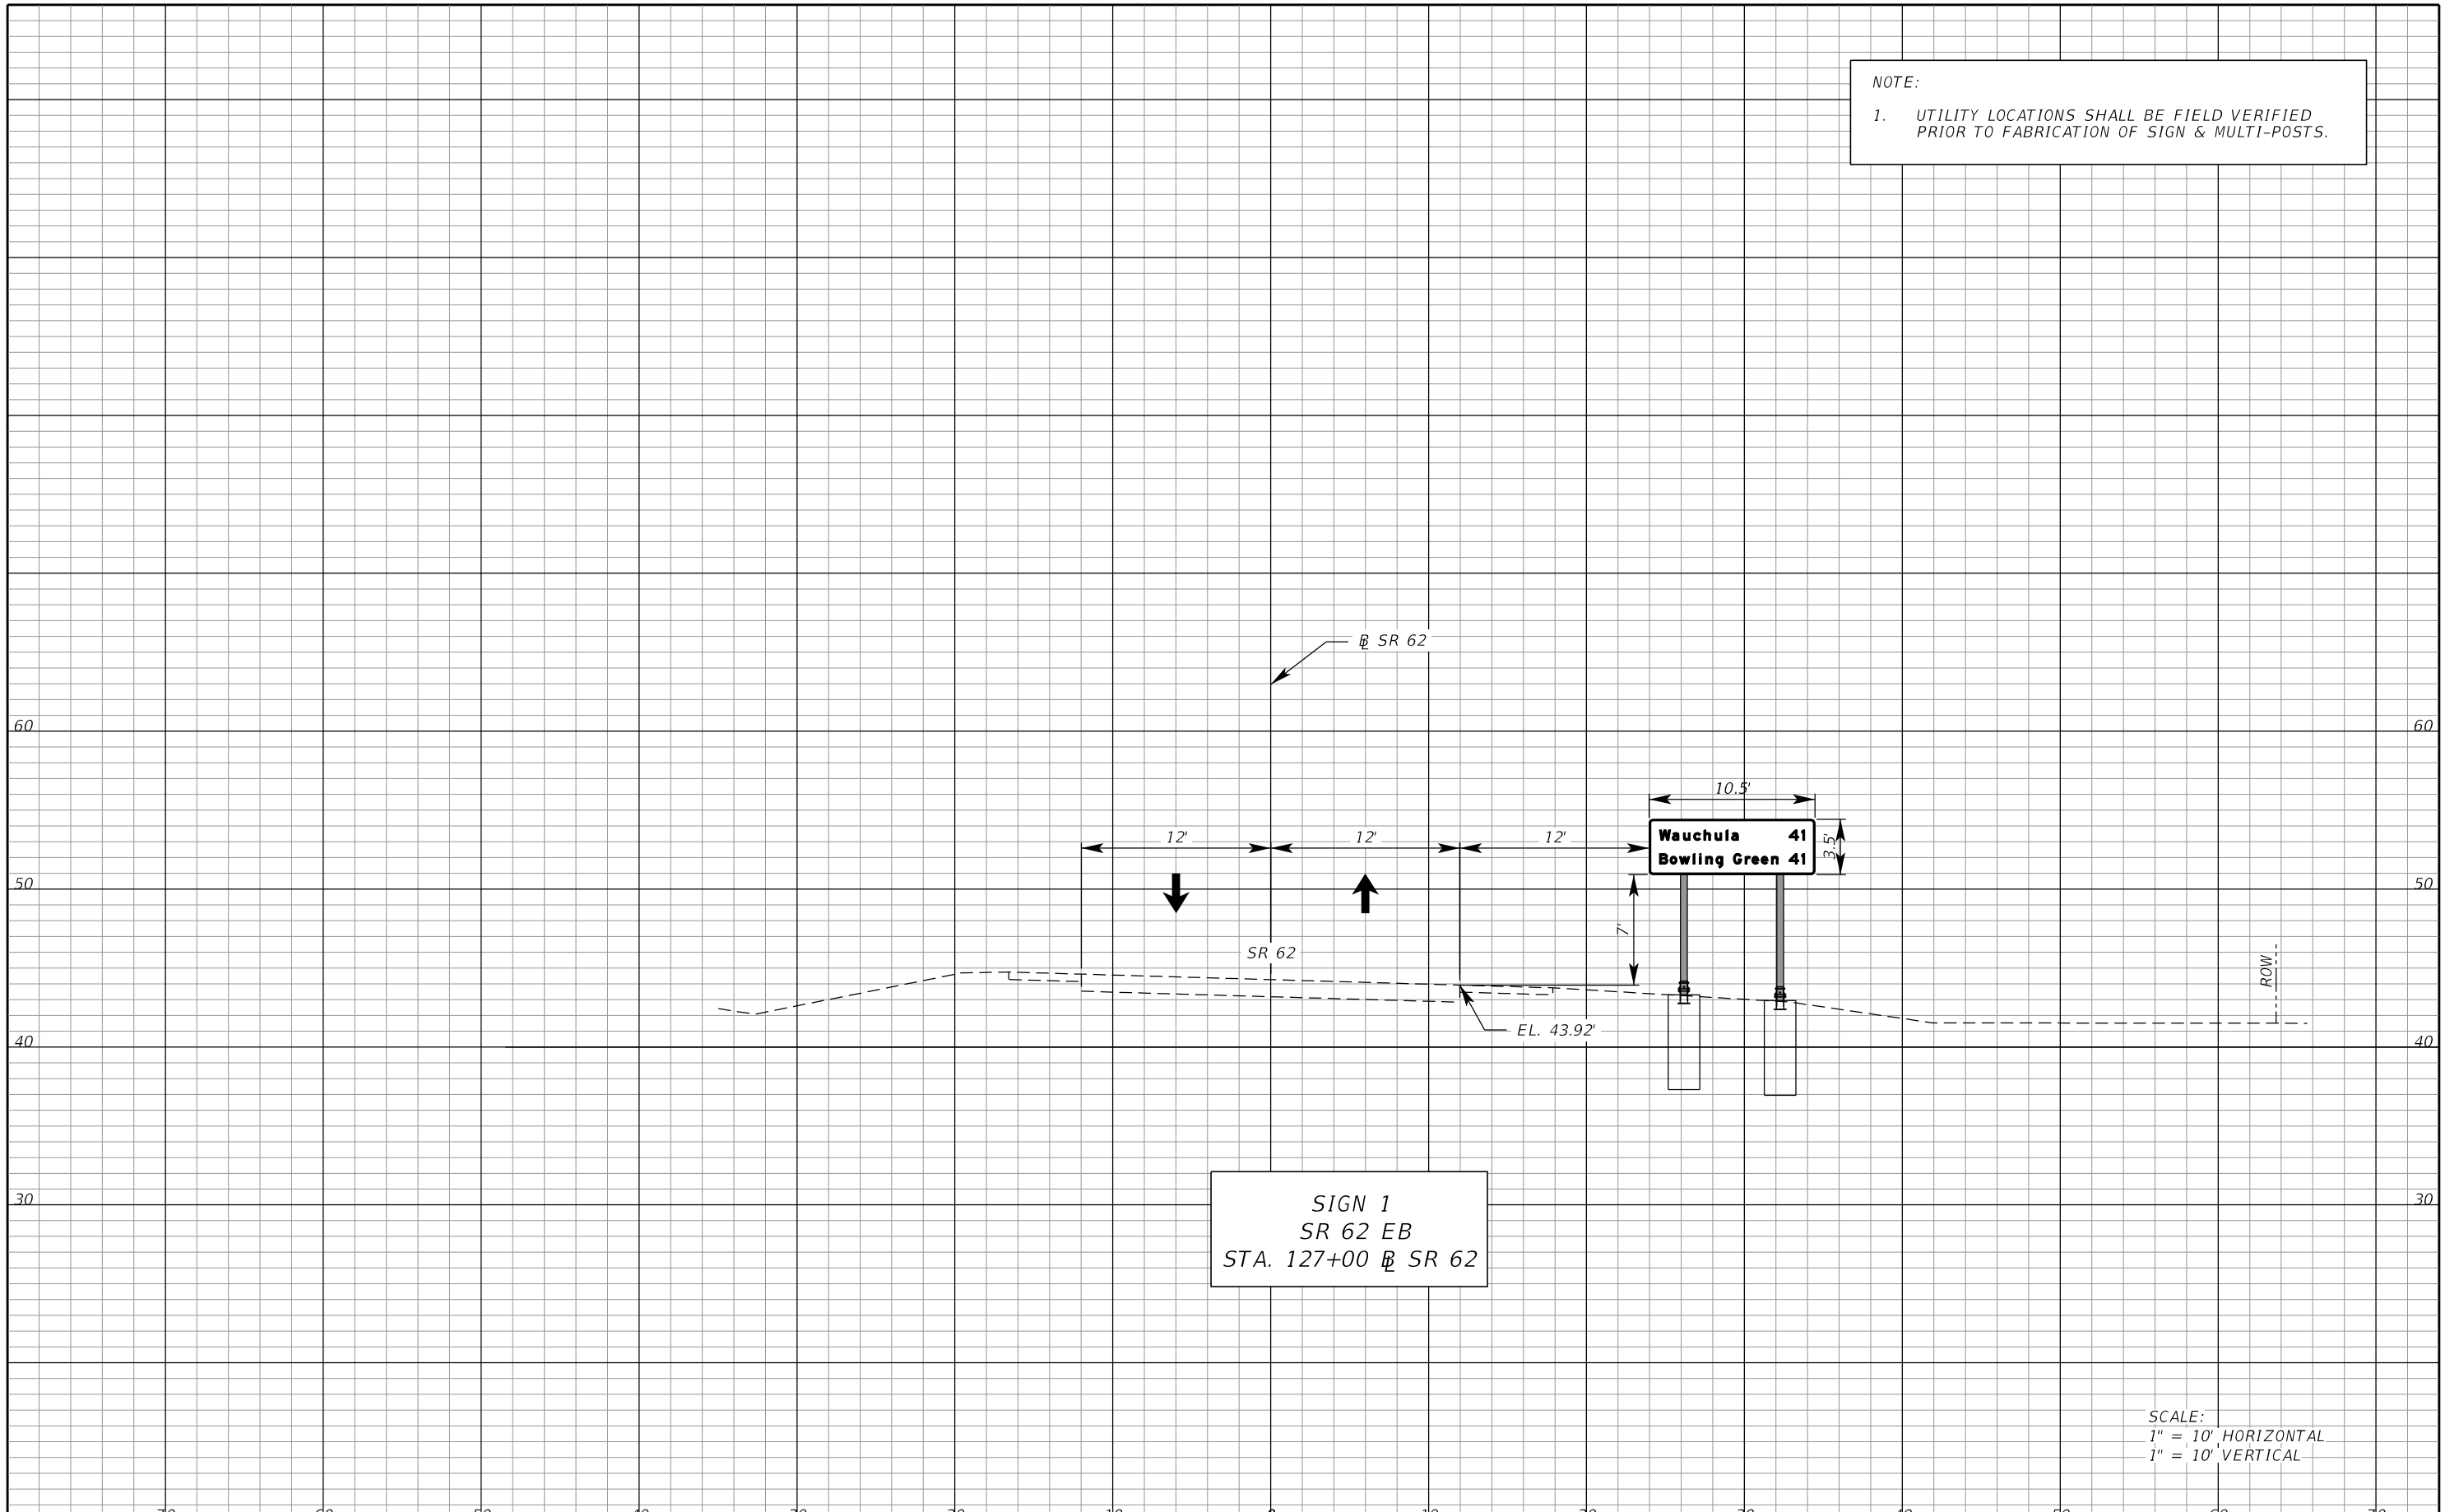 NOTE:
1. UTILITY LOCATIONS SHALL BE FIELD VERIFIED
PRIOR TO FABRICATION OF SIGN & MULTI-POSTS.
BL SR 62
60 60
10.5'
12' 12' 12'
Wauchula 41
Bowling Green 41
3.5'
50 50
7'
SR 62
ROW
EL. 43.92'
40 40
30 30
SIGN 1
SR 62 EB
STA. 127+00 BL SR 62
SCALE:
1" = 10' HORIZONTAL
1" = 10' VERTICAL